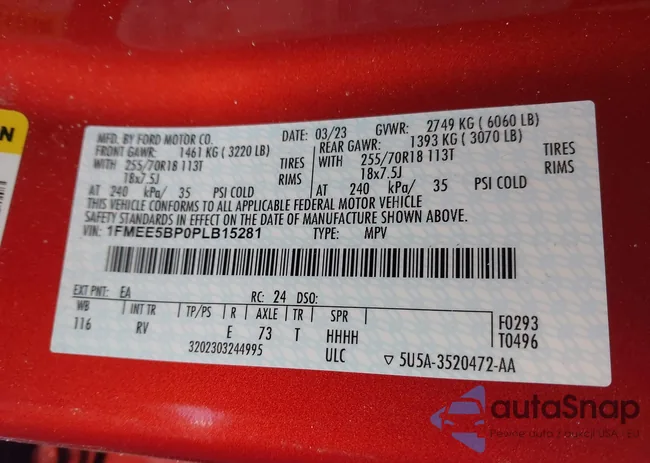 N
MFD. BY FORD MOTOR CO.
DATE: 03/23 GVWR: 2749 KG ( 6060 LB)
FRONT GAWR: 1461 KG ( 3220 LB)
REAR GAWR: 1393 KG ( 3070 LB)
WITH 255/70R18 113T TIRES
WITH 255/70R18 113T TIRES
18x7.5J RIMS
18x7.5J RIMS
AT 240 kPa/ 35 PSI COLD
AT 240 kPa/ 35 PSI COLD
THIS VEHICLE CONFORMS TO ALL APPLICABLE FEDERAL MOTOR VEHICLE
SAFETY STANDARDS IN EFFECT ON THE DATE OF MANUFACTURE SHOWN ABOVE.
VIN: 1FMEE5BP0PLB15281 TYPE: MPV
EXT PNT: EA RC: 24 DSO:
WB INT TR TP/PS R AXLE TR SPR
116 RV E 73 T HHHH
F0293
T0496
3202303244995 ULC ▽ 5U5A-3520472-AA
autaSnap
Pewne auta z aukcji USA - EU